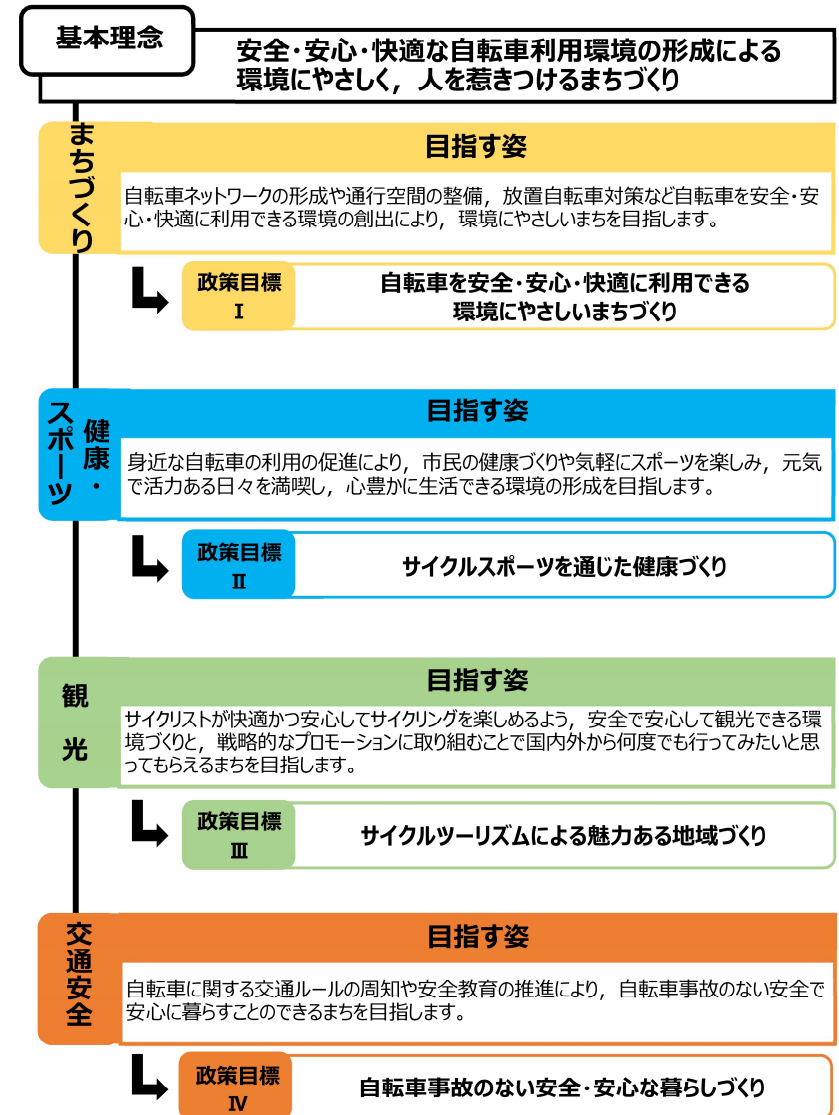 基本理念
安全・安心・快適な自転車利用環境の形成による
環境にやさしく，人を惹きつけるまちづくり
まちづくり
目指す姿
自転車ネットワークの形成や通行空間の整備，放置自転車対策など自転車を安全・安
心・快適に利用できる環境の創出により，環境にやさしいまちを目指します。
政策目標
Ⅰ
自転車を安全・安心・快適に利用できる
環境にやさしいまちづくり
健康・
スポーツ
目指す姿
身近な自転車の利用の促進により，市民の健康づくりや気軽にスポーツを楽しみ，元気
で活力ある日々を満喫し，心豊かに生活できる環境の形成を目指します。
政策目標
Ⅱ
サイクルスポーツを通じた健康づくり
観光
目指す姿
サイクリストが快適かつ安心してサイクリングを楽しめるよう，安全で安心して観光できる環
境づくりと，戦略的なプロモーションに取り組むことで国内外から何度でも行ってみたいと思
ってもらえるまちを目指します。
政策目標
Ⅲ
サイクルツーリズムによる魅力ある地域づくり
交通安全
目指す姿
自転車に関する交通ルールの周知や安全教育の推進により，自転車事故のない安全で
安心に暮らすことのできるまちを目指します。
政策目標
Ⅳ
自転車事故のない安全・安心な暮らしづくり